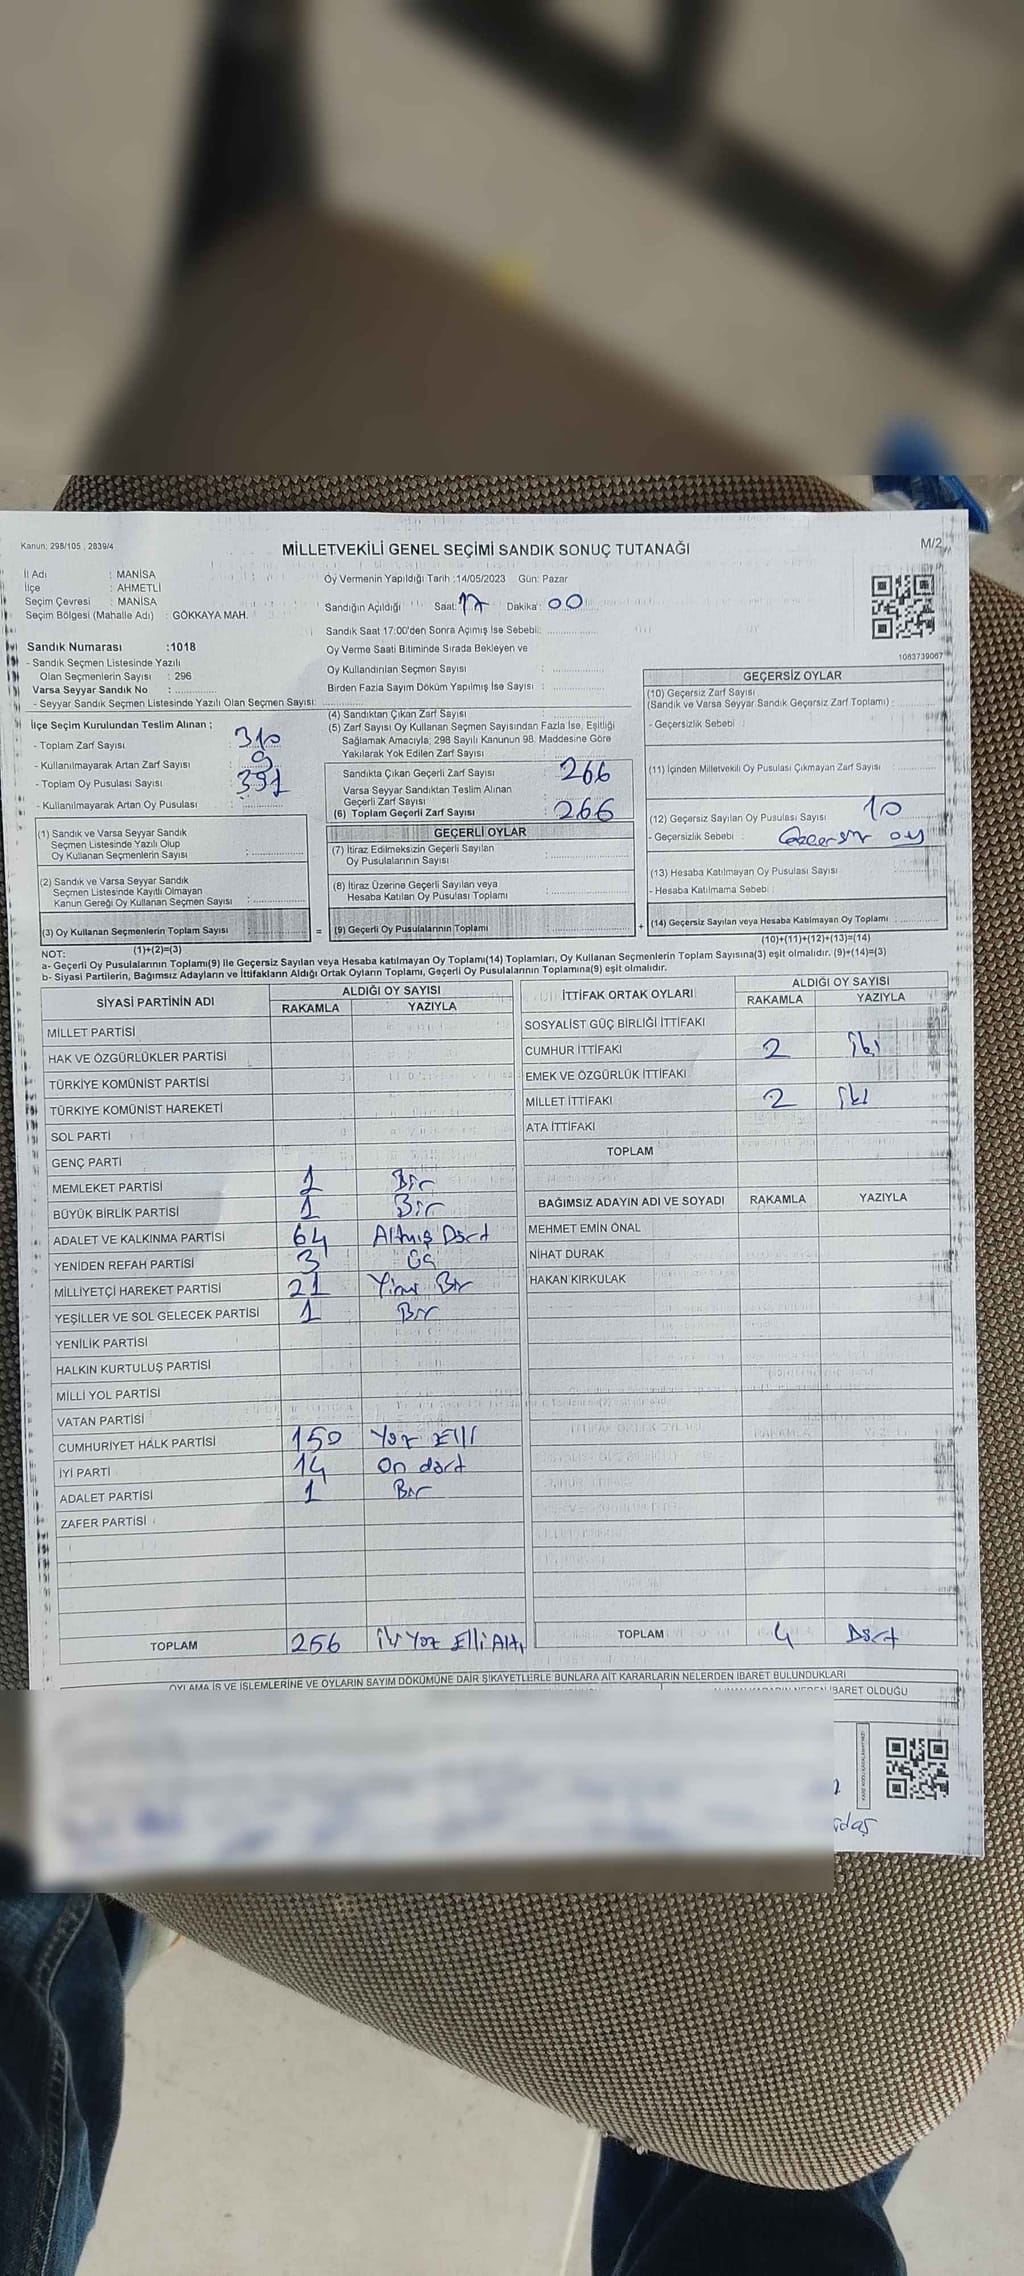 Kanun; 298/105 , 2839/4
MİLLETVEKİLİ GENEL SEÇİMİ SANDIK SONUÇ TUTANAĞI
M/2
İl Adı : MANİSA
İlçe : AHMETLİ
Seçim Çevresi : MANİSA
Seçim Bölgesi (Mahalle Adı) : GÖKKAYA MAH.
Oy Vermenin Yapıldığı Tarih :14/05/2023 Gün: Pazar
Sandığın Açıldığı Saat: 17 Dakika: 00
Sandık Saat 17:00'den Sonra Açımış İse Sebebi:
Sandık Numarası :1018
- Sandık Seçmen Listesinde Yazılı
Olan Seçmenlerin Sayısı : 296
Varsa Seyyar Sandık No :
- Seyyar Sandık Seçmen Listesinde Yazılı Olan Seçmen Sayısı:
Oy Verme Saati Bitiminde Sırada Bekleyen ve
Oy Kullandırılan Seçmen Sayısı :
Birden Fazla Sayım Döküm Yapılmış İse Sayısı :
1083739067
İlçe Seçim Kurulundan Teslim Alınan ;
- Toplam Zarf Sayısı : 310
- Kullanılmayarak Artan Zarf Sayısı : 9
- Toplam Oy Pusulası Sayısı : 391
- Kullanılmayarak Artan Oy Pusulası :
(1) Sandık ve Varsa Seyyar Sandık
Seçmen Listesinde Yazılı Olup
Oy Kullanan Seçmenlerin Sayısı :
(2) Sandık ve Varsa Seyyar Sandık
Seçmen Listesinde Kayıtlı Olmayan
Kanun Gereği Oy Kullanan Seçmen Sayısı :
(3) Oy Kullanan Seçmenlerin Toplam Sayısı :
(1)+(2)=(3)
(4) Sandıktan Çıkan Zarf Sayısı :
(5) Zarf Sayısı Oy Kullanan Seçmen Sayısından Fazla İse, Eşitliği
Sağlamak Amacıyla; 298 Sayılı Kanunun 98. Maddesine Göre
Yakılarak Yok Edilen Zarf Sayısı :
Sandıkta Çıkan Geçerli Zarf Sayısı : 266
Varsa Seyyar Sandıktan Teslim Alınan
Geçerli Zarf Sayısı :
(6) Toplam Geçerli Zarf Sayısı : 266
GEÇERLİ OYLAR
(7) İtiraz Edilmeksizin Geçerli Sayılan
Oy Pusulalarının Sayısı :
(8) İtiraz Üzerine Geçerli Sayılan veya
Hesaba Katılan Oy Pusulası Toplamı :
= (9) Geçerli Oy Pusulalarının Toplamı :
GEÇERSİZ OYLAR
(10) Geçersiz Zarf Sayısı
(Sandık ve Varsa Seyyar Sandık Geçersiz Zarf Toplamı) :
- Geçersizlik Sebebi :
(11) İçinden Milletvekili Oy Pusulası Çıkmayan Zarf Sayısı :
(12) Geçersiz Sayılan Oy Pusulası Sayısı : 10
- Geçersizlik Sebebi : Geçersiz oy
(13) Hesaba Katılmayan Oy Pusulası Sayısı :
- Hesaba Katılmama Sebebi :
+ (14) Geçersiz Sayılan veya Hesaba Katılmayan Oy Toplamı :
(10)+(11)+(12)+(13)=(14)
NOT:
a- Geçerli Oy Pusulalarının Toplamı(9) İle Geçersiz Sayılan veya Hesaba katılmayan Oy Toplamı(14) Toplamları, Oy Kullanan Seçmenlerin Toplam Sayısına(3) eşit olmalıdır. (9)+(14)=(3)
b- Siyasi Partilerin, Bağımsız Adayların ve İttifakların Aldığı Ortak Oyların Toplamı, Geçerli Oy Pusulalarının Toplamına(9) eşit olmalıdır.
SİYASİ PARTİNİN ADI ALDIĞI OY SAYISI
RAKAMLA YAZIYLA
MİLLET PARTİSİ
HAK VE ÖZGÜRLÜKLER PARTİSİ
TÜRKİYE KOMÜNİST PARTİSİ
TÜRKİYE KOMÜNİST HAREKETİ
SOL PARTİ
GENÇ PARTİ
MEMLEKET PARTİSİ 1 Bir
BÜYÜK BİRLİK PARTİSİ 1 Bir
ADALET VE KALKINMA PARTİSİ 64 Altmış Dört
YENİDEN REFAH PARTİSİ 3 Üç
MİLLİYETÇİ HAREKET PARTİSİ 21 Yirmi Bir
YEŞİLLER VE SOL GELECEK PARTİSİ 1 Bir
YENİLİK PARTİSİ
HALKIN KURTULUŞ PARTİSİ
MİLLİ YOL PARTİSİ
VATAN PARTİSİ
CUMHURİYET HALK PARTİSİ 150 Yüz Elli
İYİ PARTİ 14 On dört
ADALET PARTİSİ 1 Bir
ZAFER PARTİSİ
TOPLAM 256 İki Yüz Elli Altı
İTTİFAK ORTAK OYLARI ALDIĞI OY SAYISI
RAKAMLA YAZIYLA
SOSYALİST GÜÇ BİRLİĞİ İTTİFAKI
CUMHUR İTTİFAKI 2 İki
EMEK VE ÖZGÜRLÜK İTTİFAKI
MİLLET İTTİFAKI 2 İki
ATA İTTİFAKI
TOPLAM
BAĞIMSIZ ADAYIN ADI VE SOYADI RAKAMLA YAZIYLA
MEHMET EMİN ÖNAL
NİHAT DURAK
HAKAN KIRKULAK
TOPLAM 4 Dört
OYLAMA İŞ VE İŞLEMLERİNE VE OYLARIN SAYIM DÖKÜMÜNE DAİR ŞİKAYETLERLE BUNLARA AİT KARARLARIN NELERDEN İBARET BULUNDUKLARI
İBARET OLDUĞU